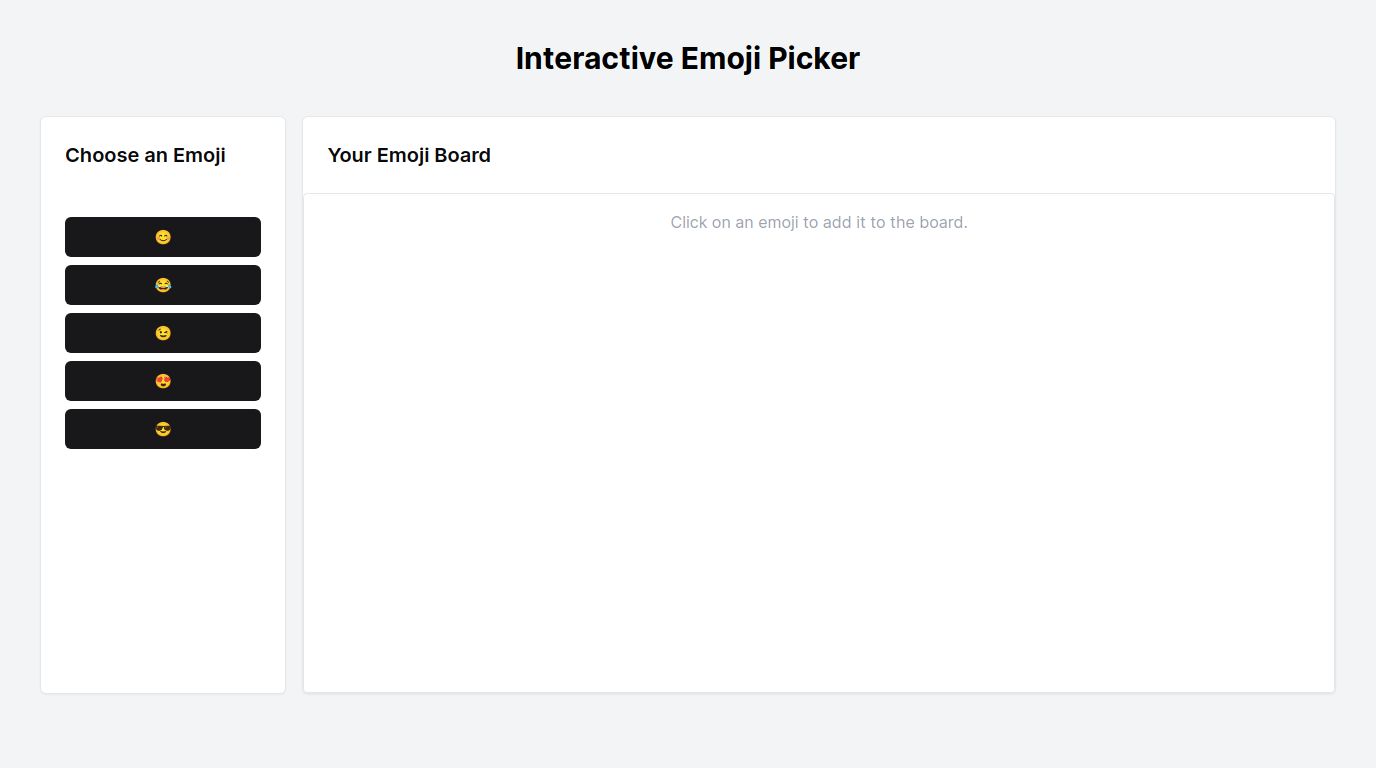 Interactive Emoji Picker
Choose an Emoji
😊
😂
😉
😍
😎
Your Emoji Board
Click on an emoji to add it to the board.